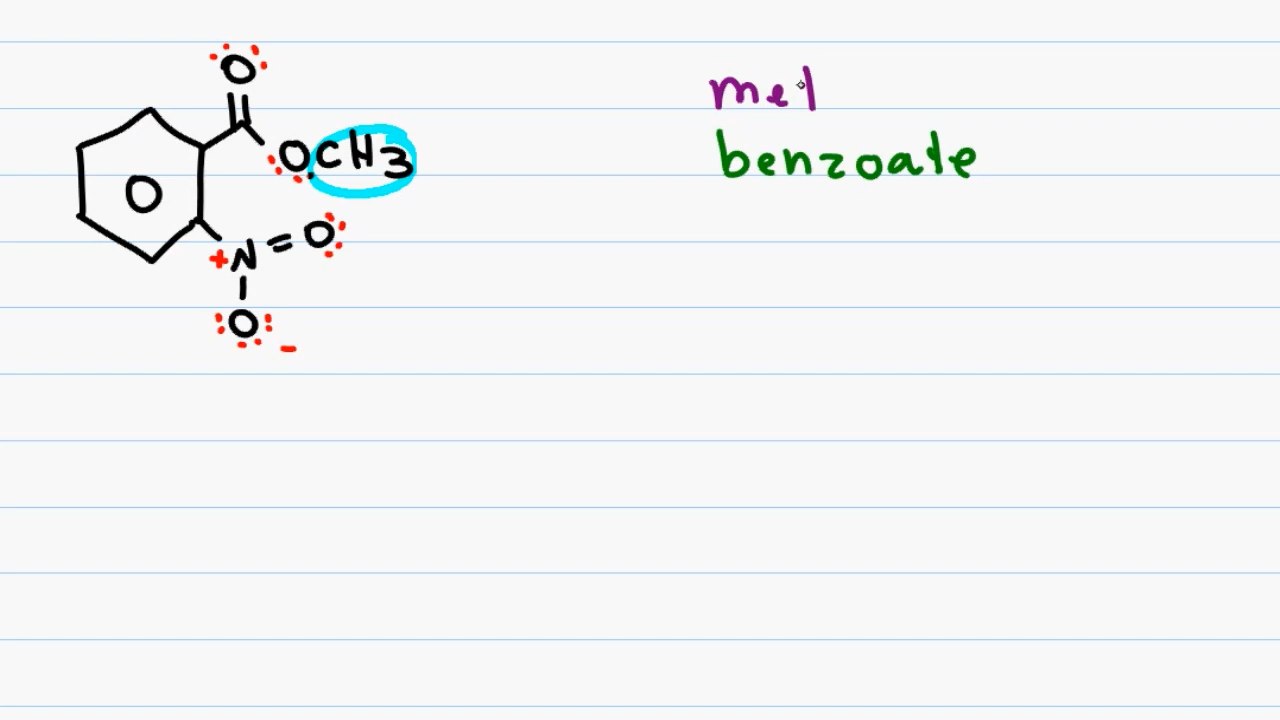 O
OCH3
O
+N=O
O
-
mel
benzoate